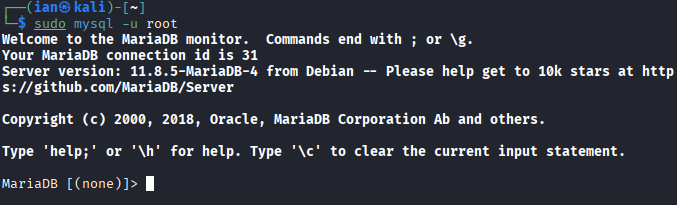 ┌──(ian㉿kali)-[~]
└─$ sudo mysql -u root
Welcome to the MariaDB monitor.  Commands end with ; or \g.
Your MariaDB connection id is 31
Server version: 11.8.5-MariaDB-4 from Debian -- Please help get to 10k stars at http
s://github.com/MariaDB/Server
Copyright (c) 2000, 2018, Oracle, MariaDB Corporation Ab and others.
Type 'help;' or '\h' for help. Type '\c' to clear the current input statement.
MariaDB [(none)]>